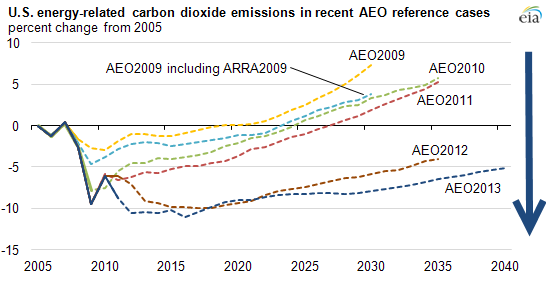 U.S. energy-related carbon dioxide emissions in recent AEO reference cases
percent change from 2005
eia
10
5
0
-5
-10
-15
AEO2009
AEO2009 including ARRA2009
AEO2010
AEO2011
AEO2012
AEO2013
2005 2010 2015 2020 2025 2030 2035 2040